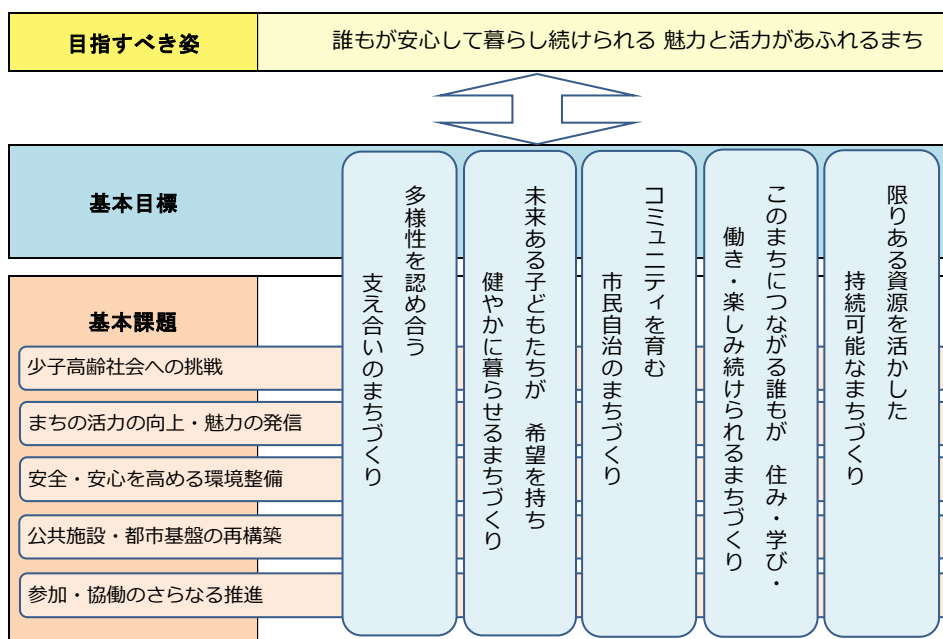 目指すべき姿
誰もが安心して暮らし続けられる 魅力と活力があふれるまち
基本目標
多様性を認め合う
支え合いのまちづくり
未来ある子どもたちが 希望を持ち
健やかに暮らせるまちづくり
コミュニティを育む
市民自治のまちづくり
このまちにつながる誰もが 住み・学び・
働き・楽しみ続けられるまちづくり
限りある資源を活かした
持続可能なまちづくり
基本課題
少子高齢社会への挑戦
まちの活力の向上・魅力の発信
安全・安心を高める環境整備
公共施設・都市基盤の再構築
参加・協働のさらなる推進